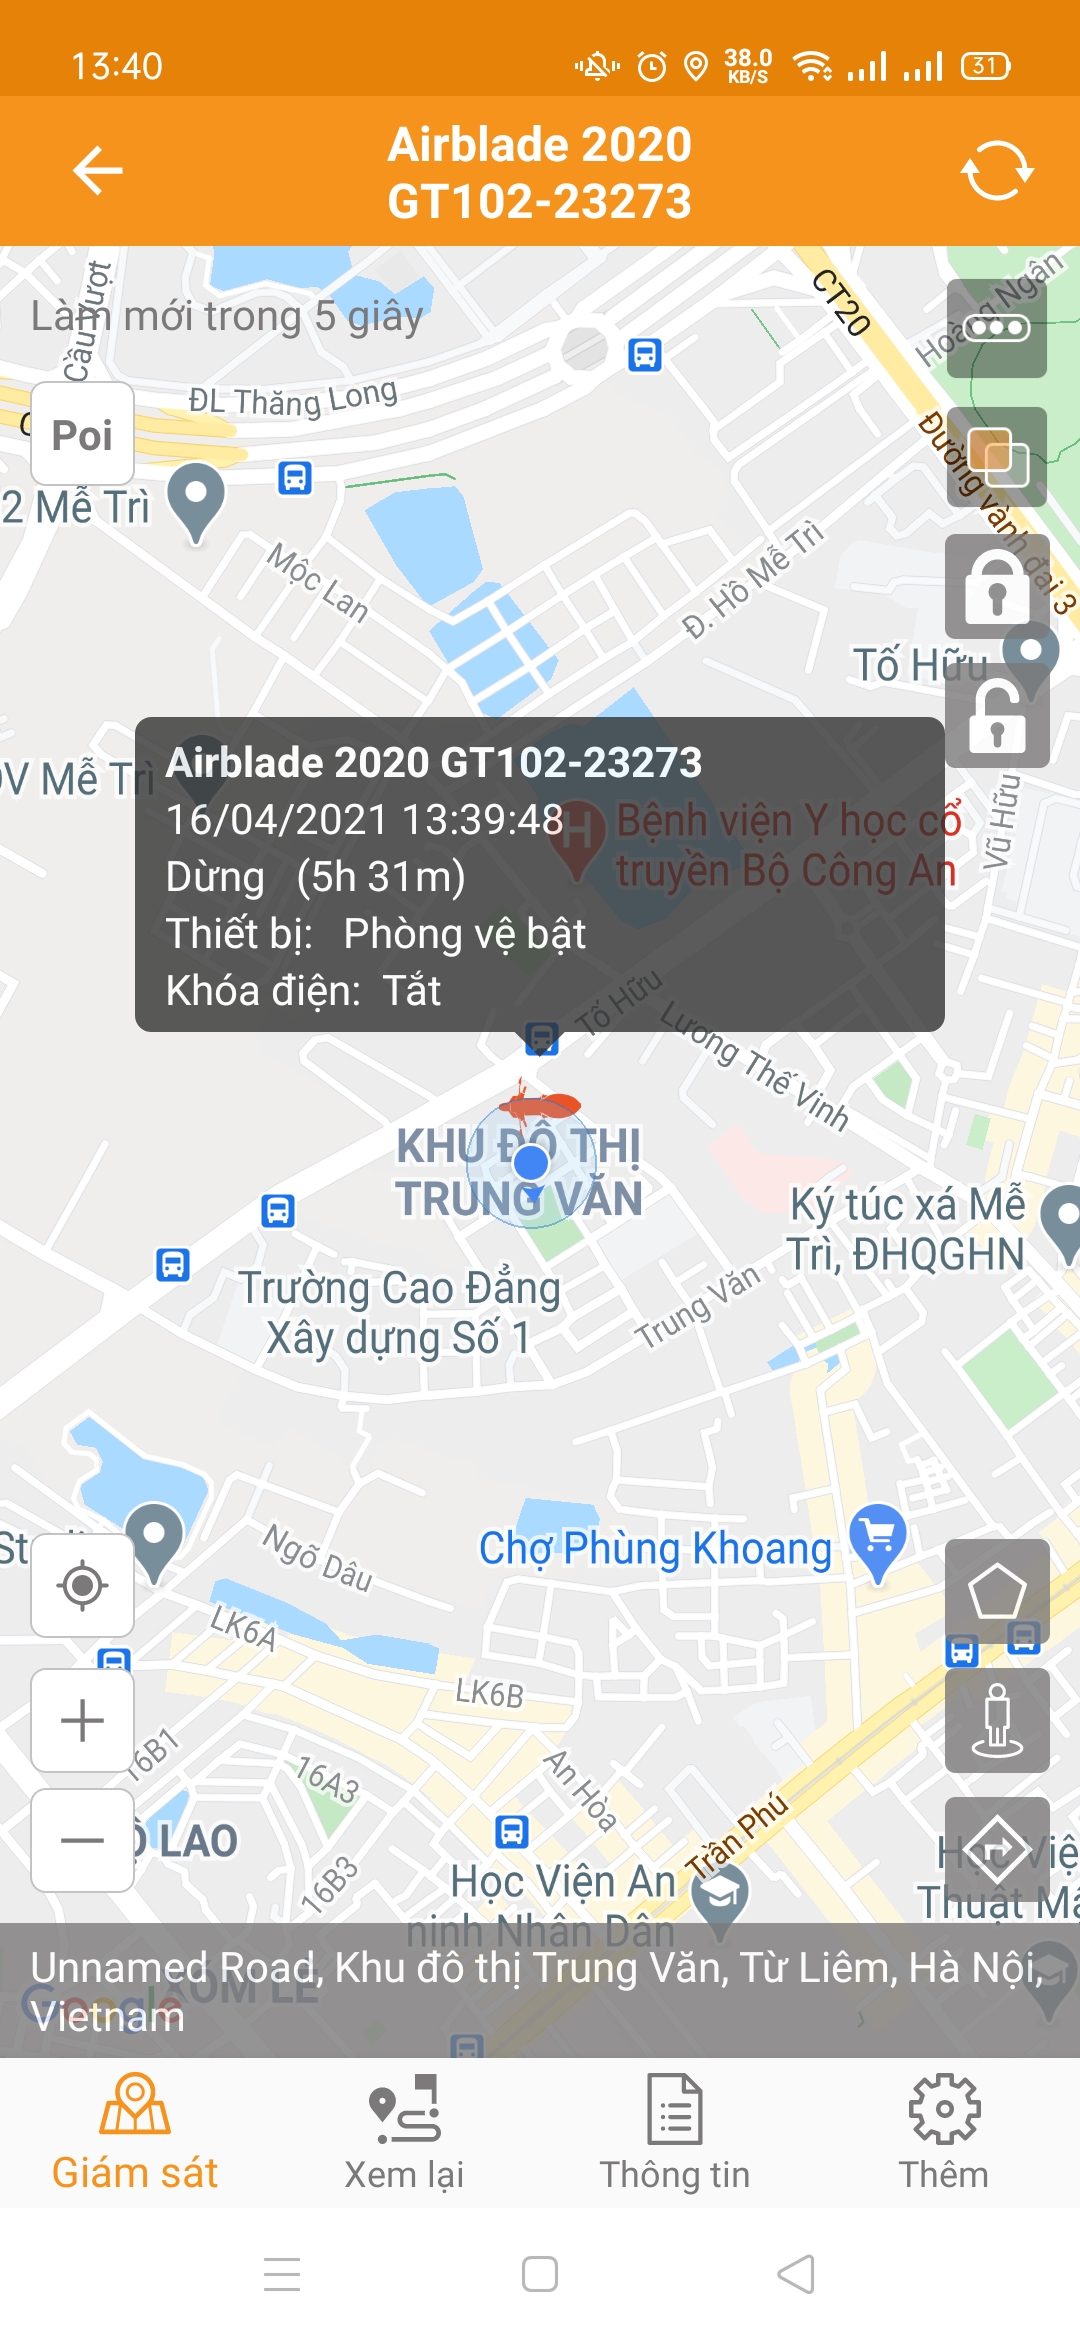 13:40
38.0
KB/S
31
Airblade 2020
GT102-23273
Làm mới trong 5 giây
Cầu Vượt
CT20
Hoàng Ngân
ĐL Thăng Long
Poi
Đường vành đai 3
2 Mễ Trì
Mộc Lan
Đ. Hồ Mễ Trì
Tố Hữu
Vũ Hữu
V Mễ Trì
Airblade 2020 GT102-23273
16/04/2021 13:39:48
Dừng (5h 31m)
Thiết bị: Phòng vệ bật
Khóa điện: Tắt
H
Bệnh viện Y học cổ
truyền Bộ Công An
Tố Hữu
Lương Thế Vinh
KHU ĐÔ THỊ
TRUNG VĂN
Ký túc xá Mễ
Trì, ĐHQGHN
Trường Cao Đẳng
Xây dựng Số 1
Trung Văn
Chợ Phùng Khoang
Ngõ Dâu
LK6A
LK6B
16B1
16A3
An Hòa
16B3
LAO
Trần Phú
Học Viện An
ninh Nhân Dân
Thuật
Unnamed Road, Khu đô thị Trung Văn, Từ Liêm, Hà Nội,
Vietnam
Google
Giám sát
Xem lại
Thông tin
Thêm